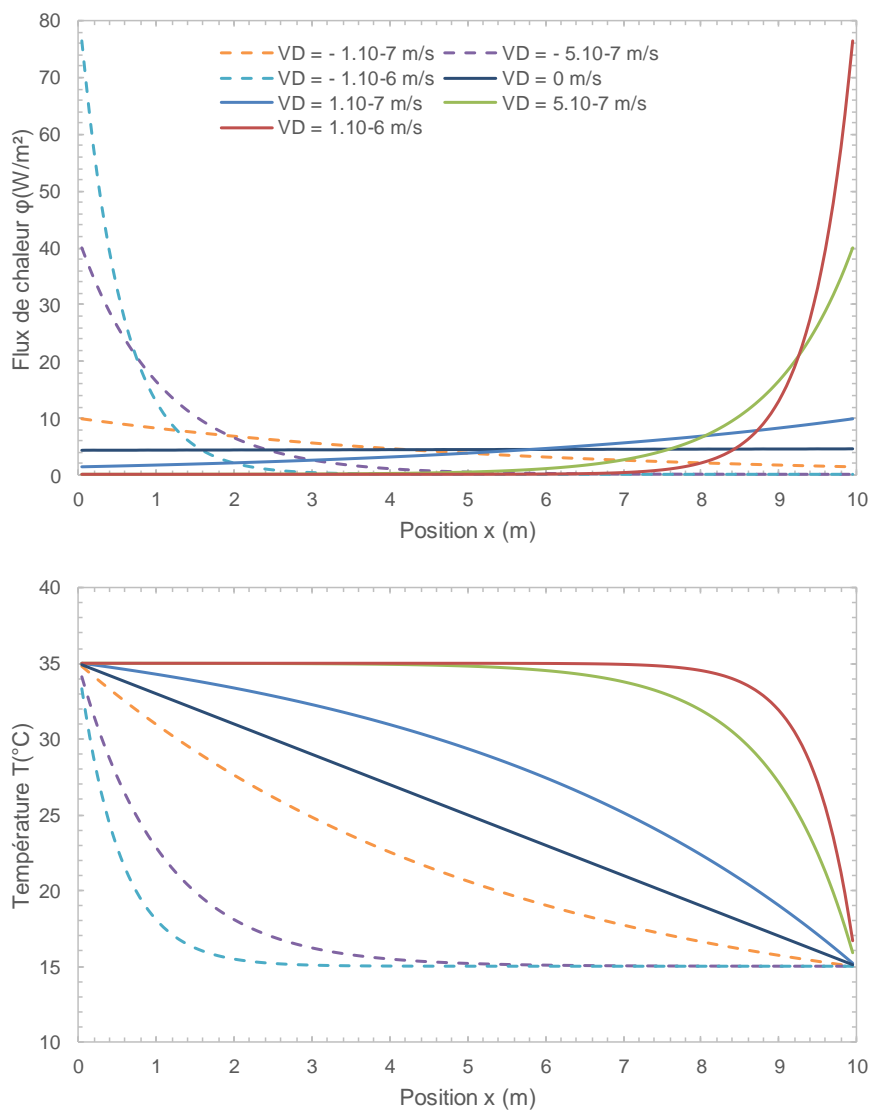 80
70
60
50
40
30
20
10
0
Flux de chaleur φ(W/m²)
VD = - 1.10-7 m/s VD = - 5.10-7 m/s
VD = - 1.10-6 m/s VD = 0 m/s
VD = 1.10-7 m/s VD = 5.10-7 m/s
VD = 1.10-6 m/s
0 1 2 3 4 5 6 7 8 9 10
Position x (m)
40
35
30
25
20
15
10
Température T(°C)
0 1 2 3 4 5 6 7 8 9 10
Position x (m)